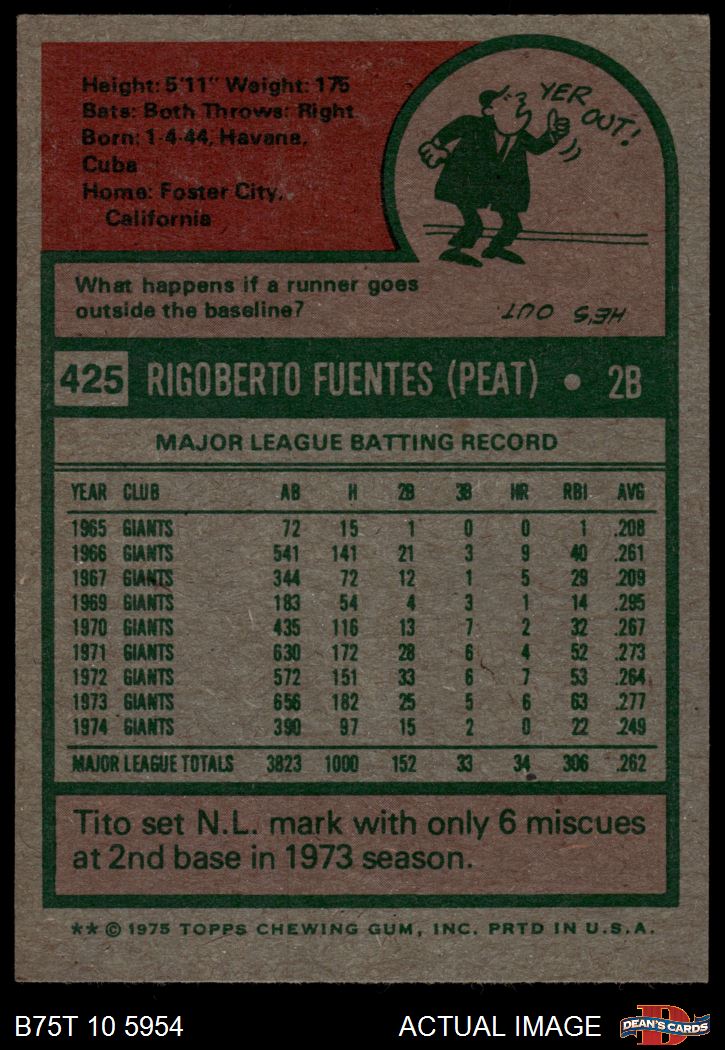 Height: 5'11" Weight: 175
Bats: Both Throws: Right
Born: 1-4-44, Havana,
Cuba
Home: Foster City,
California
YER
OUT!
What happens if a runner goes
outside the baseline?
HE'S OUT
425 RIGOBERTO FUENTES (PEAT) • 2B
MAJOR LEAGUE BATTING RECORD
YEAR CLUB AB H 2B 3B HR RBI AVG
1965 GIANTS 72 15 1 0 0 1 .208
1966 GIANTS 541 141 21 3 9 40 .261
1967 GIANTS 344 72 12 1 5 29 .209
1969 GIANTS 183 54 4 3 1 14 .295
1970 GIANTS 435 116 13 7 2 32 .267
1971 GIANTS 630 172 28 6 4 52 .273
1972 GIANTS 572 151 33 6 7 53 .264
1973 GIANTS 656 182 25 5 6 63 .277
1974 GIANTS 390 97 15 2 0 22 .249
MAJOR LEAGUE TOTALS 3823 1000 152 33 34 306 .262
Tito set N.L. mark with only 6 miscues
at 2nd base in 1973 season.
** © 1975 TOPPS CHEWING GUM, INC. PRTD IN U.S.A.
B75T 10 5954 ACTUAL IMAGE DEAN'S CARDS